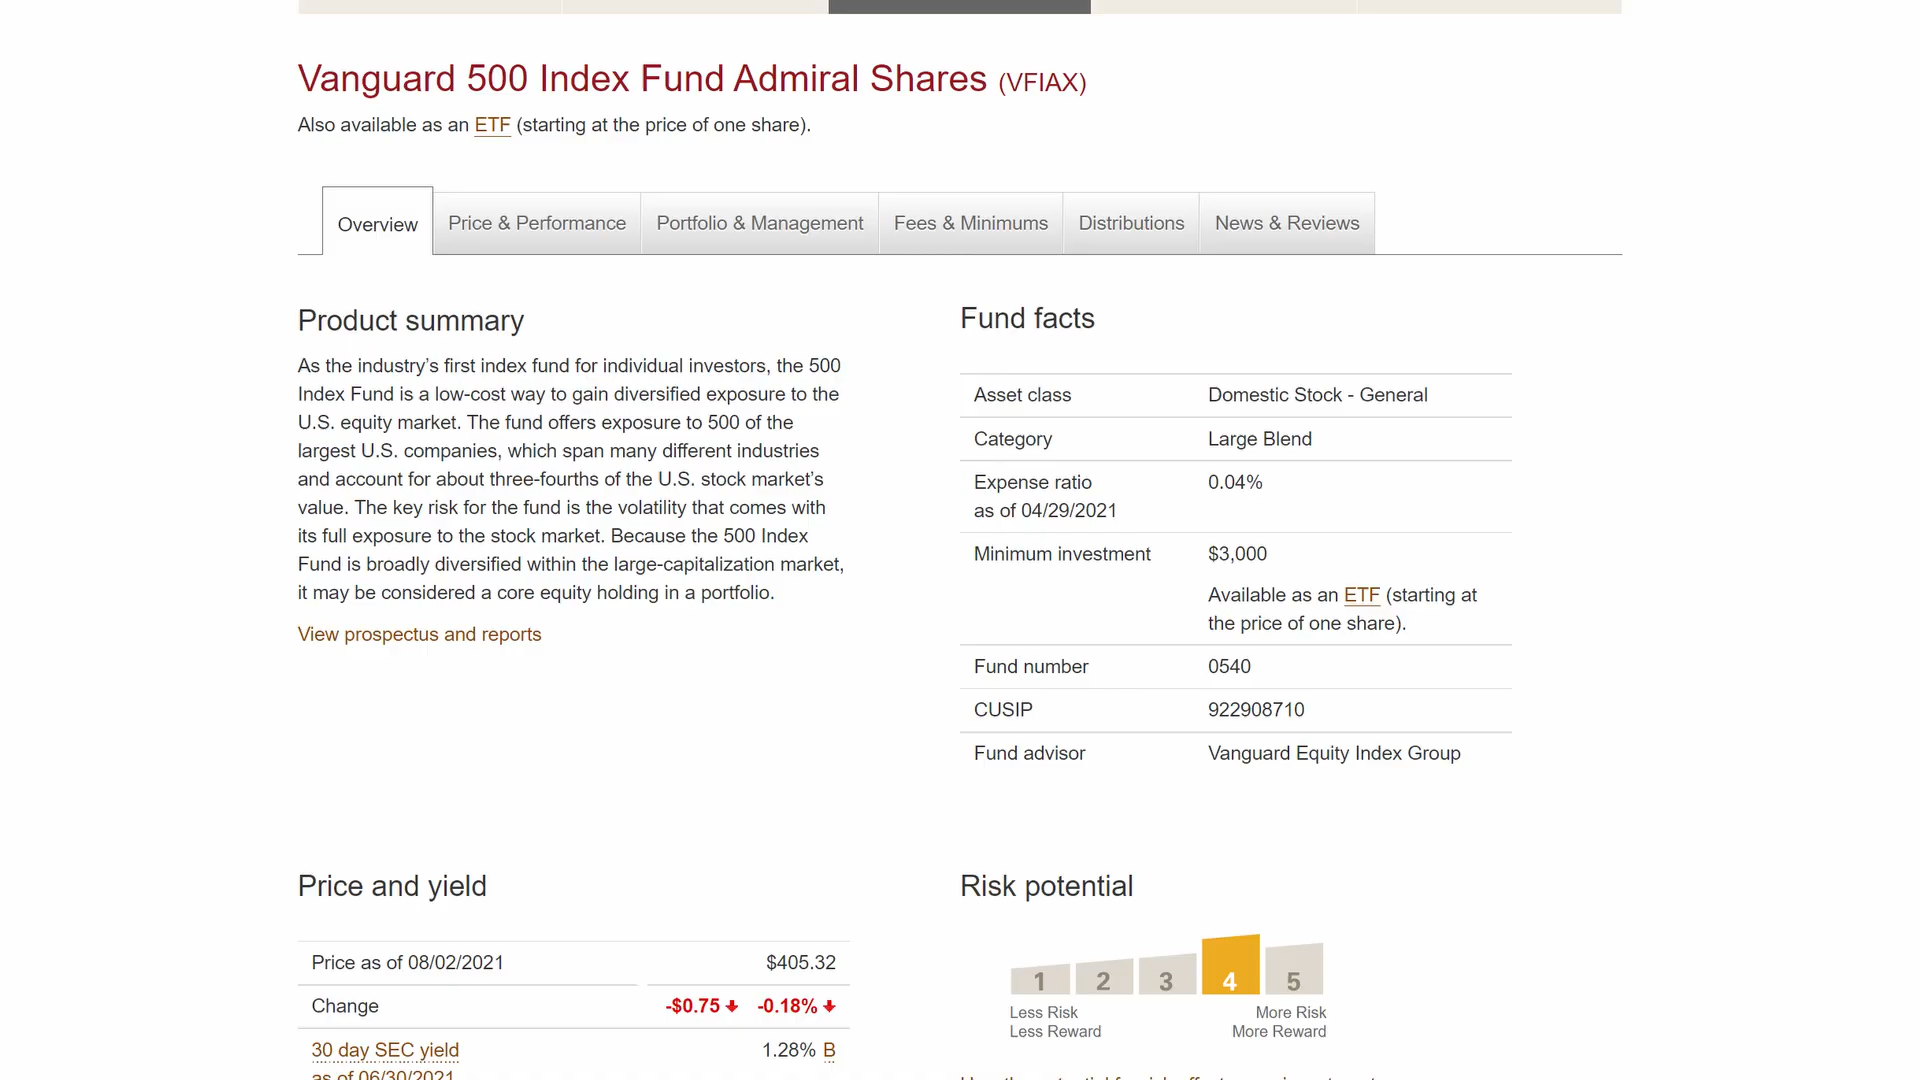 Vanguard 500 Index Fund Admiral Shares (VFIAX)
Also available as an ETF (starting at the price of one share).
Overview
Price & Performance
Portfolio & Management
Fees & Minimums
Distributions
News & Reviews
Product summary
As the industry’s first index fund for individual investors, the 500
Index Fund is a low-cost way to gain diversified exposure to the
U.S. equity market. The fund offers exposure to 500 of the
largest U.S. companies, which span many different industries
and account for about three-fourths of the U.S. stock market’s
value. The key risk for the fund is the volatility that comes with
its full exposure to the stock market. Because the 500 Index
Fund is broadly diversified within the large-capitalization market,
it may be considered a core equity holding in a portfolio.
View prospectus and reports
Fund facts
Asset class Domestic Stock - General
Category Large Blend
Expense ratio 0.04%
as of 04/29/2021
Minimum investment $3,000
Available as an ETF (starting at
the price of one share).
Fund number 0540
CUSIP 922908710
Fund advisor Vanguard Equity Index Group
Price and yield
Price as of 08/02/2021 $405.32
Change -$0.75 -0.18%
30 day SEC yield 1.28% B
as of 06/30/2021
Risk potential
1 2 3 4 5
Less Risk More Risk
Less Reward More Reward